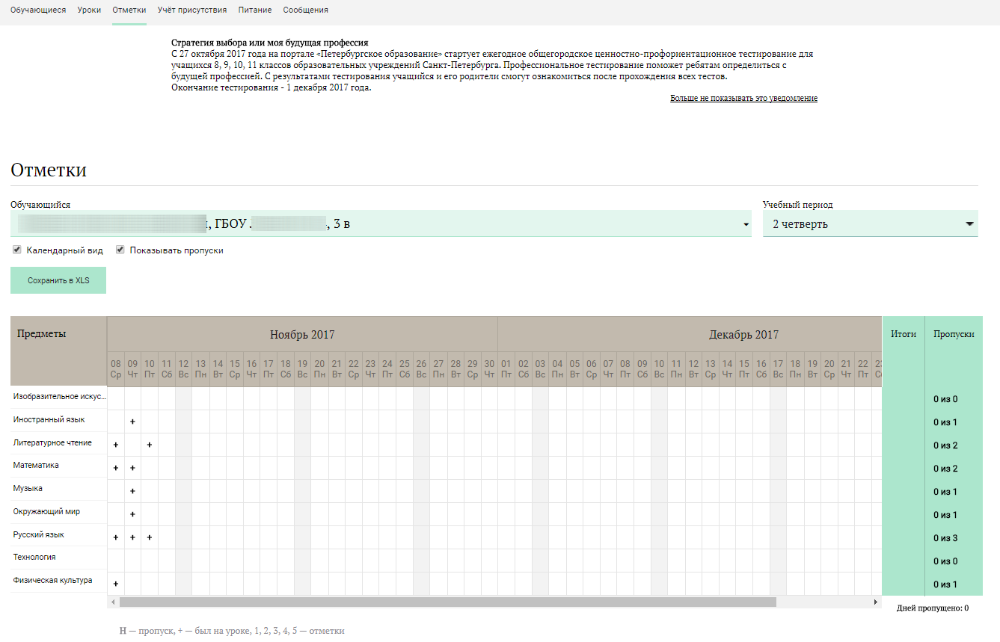 Обучающиеся Уроки Отметки Учёт присутствия Питание Сообщения
Стратегия выбора или моя будущая профессия
С 27 октября 2017 года на портале «Петербургское образование» стартует ежегодное общегородское ценностно-профориентационное тестирование для
учащихся 8, 9, 10, 11 классов образовательных учреждений Санкт-Петербурга. Профессиональное тестирование поможет ребятам определиться с
будущей профессией. С результатами тестирования учащийся и его родители смогут ознакомиться после прохождения всех тестов.
Окончание тестирования - 1 декабря 2017 года.
Больше не показывать это уведомление
Отметки
Обучающийся Учебный период
, ГБОУ , 3 в 2 четверть
Календарный вид Показывать пропуски
Сохранить в XLS
Предметы Ноябрь 2017 Декабрь 2017 Итоги Пропуски
08 09 10 11 12 13 14 15 16 17 18 19 20 21 22 23 24 25 26 27 28 29 30 01 02 03 04 05 06 07 08 09 10 11 12 13 14 15 16 17 18 19 20 21 22
Ср Чт Пт Сб Вс Пн Вт Ср Чт Пт Сб Вс Пн Вт Ср Чт Пт Сб Вс Пн Вт Ср Чт Пт Сб Вс Пн Вт Ср Чт Пт Сб Вс Пн Вт Ср Чт Пт Сб Вс Пн Вт Ср Чт Пт
Изобразительное искус... 0 из 0
Иностранный язык + 0 из 1
Литературное чтение + + 0 из 2
Математика + + 0 из 2
Музыка + 0 из 1
Окружающий мир + 0 из 1
Русский язык + + + 0 из 3
Технология 0 из 0
Физическая культура + 0 из 1
Дней пропущено: 0
Н — пропуск, + — был на уроке, 1, 2, 3, 4, 5 — отметки